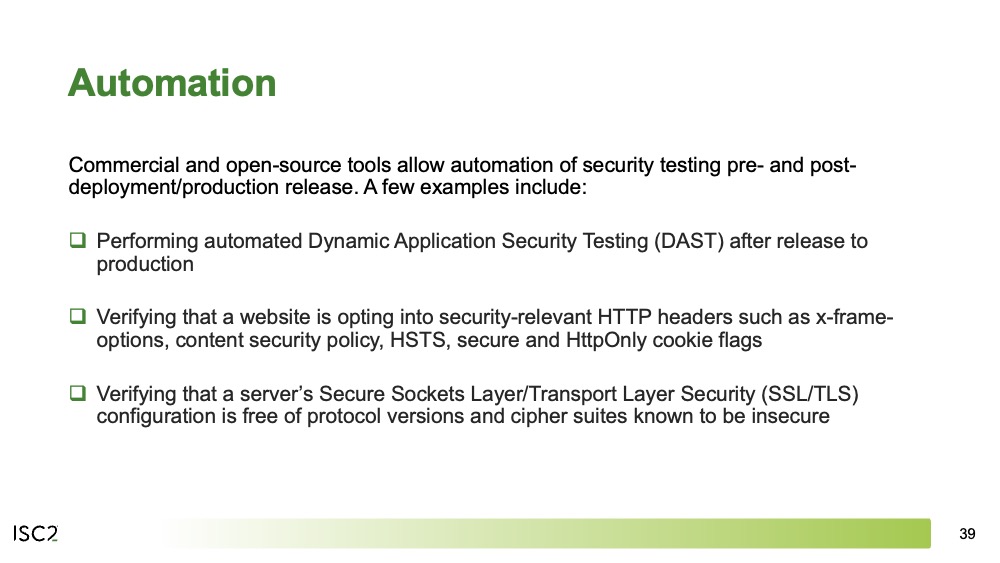 Automation
Commercial and open-source tools allow automation of security testing pre- and post-
deployment/production release. A few examples include:
Performing automated Dynamic Application Security Testing (DAST) after release to
production
Verifying that a website is opting into security-relevant HTTP headers such as x-frame-
options, content security policy, HSTS, secure and HttpOnly cookie flags
Verifying that a server’s Secure Sockets Layer/Transport Layer Security (SSL/TLS)
configuration is free of protocol versions and cipher suites known to be insecure
ISC2
39